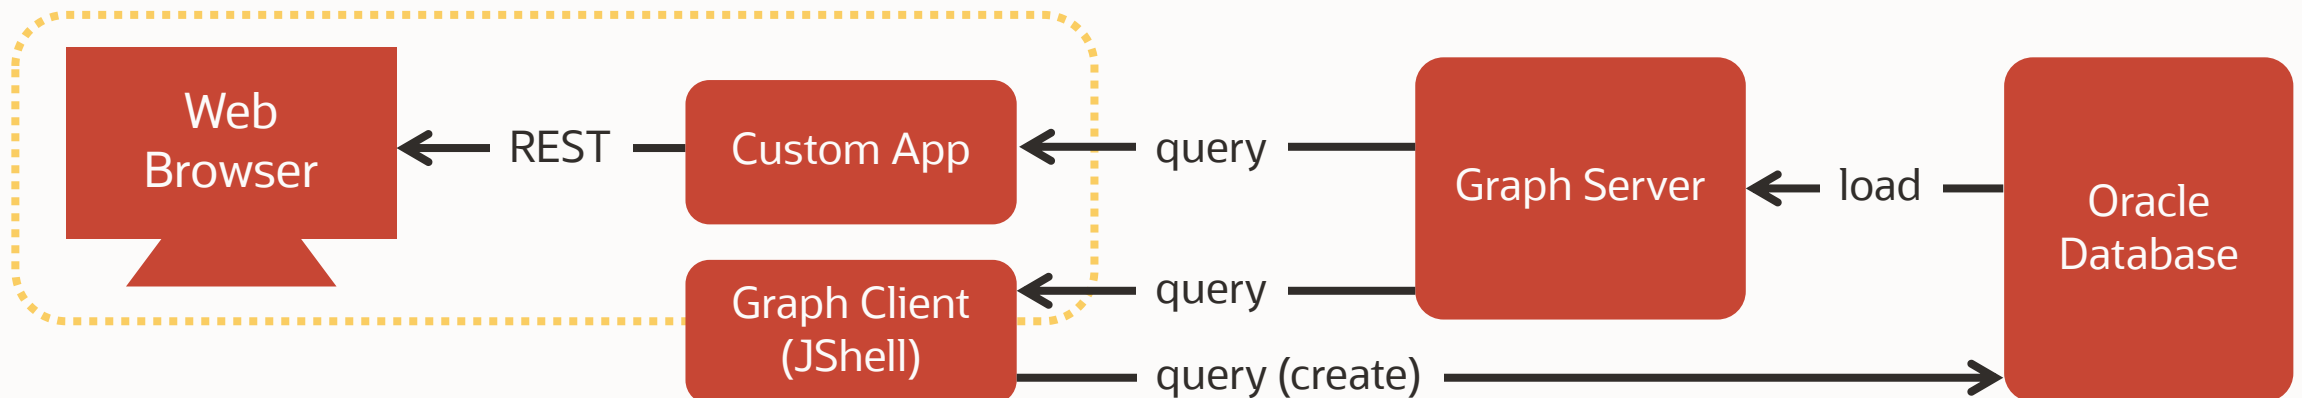 Web
Browser
REST
Custom App
query
Graph Server
load
Oracle
Database
Graph Client
(JShell)
query
query (create)